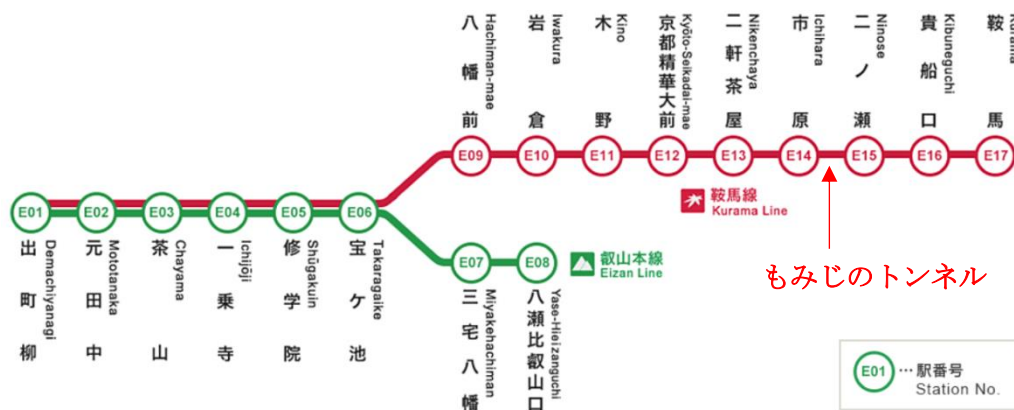 八幡前
Hachiman-mae
岩倉
Iwakura
木野
Kino
京都精華大前
Kyōto-Seikadai-mae
二軒茶屋
Nikenchaya
市原
Ichihara
二ノ瀬
Ninose
貴船口
Kibuneguchi
鞍馬
Kurama
E09
E10
E11
E12
E13
E14
E15
E16
E17
鞍馬線
Kurama Line
E01
E02
E03
E04
E05
E06
出町柳
Demachiyanagi
元田中
Mototanaka
茶山
Chayama
一乗寺
Ichijōji
修学院
Shūgakuin
宝ケ池
Takaragaike
E07
E08
叡山本線
Eizan Line
三宅八幡
Miyakehachiman
八瀬比叡山口
Yase-Hieizanguchi
もみじのトンネル
E01
…駅番号
Station No.